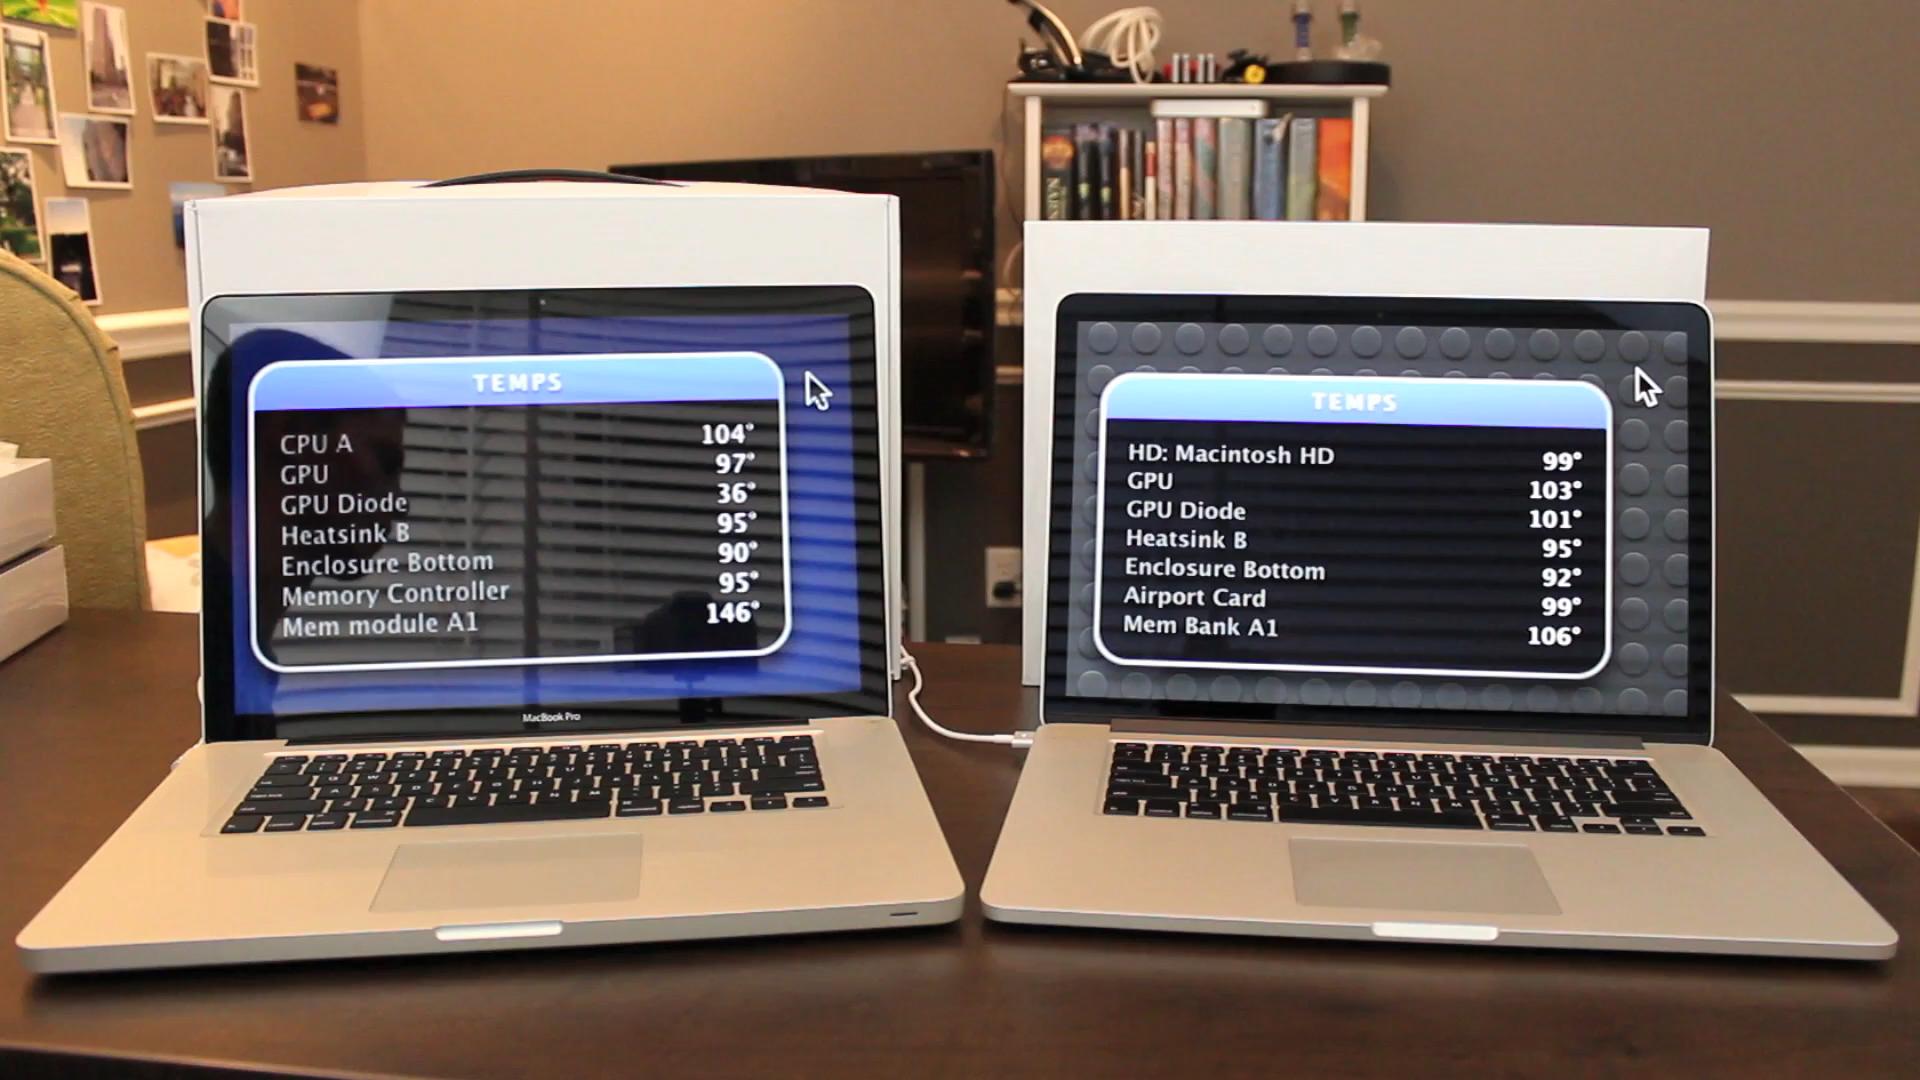 TEMPS
CPU A 104°
GPU 97°
GPU Diode 36°
Heatsink B 95°
Enclosure Bottom 90°
Memory Controller 95°
Mem module A1 146°
MacBook Pro
TEMPS
HD: Macintosh HD 99°
GPU 103°
GPU Diode 101°
Heatsink B 95°
Enclosure Bottom 92°
Airport Card 99°
Mem Bank A1 106°